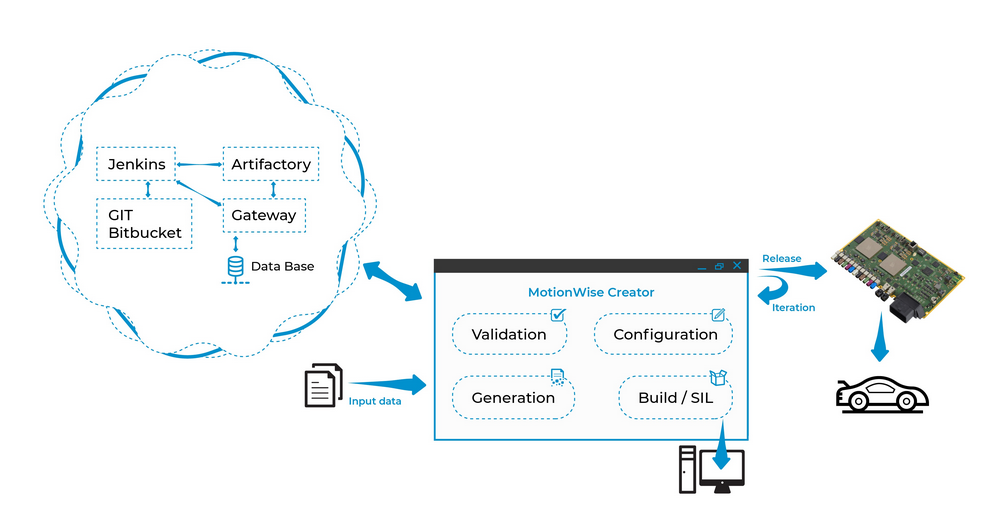 Jenkins
Artifactory
GIT
Bitbucket
Gateway
Data Base
Release
MotionWise Creator
Iteration
Validation
Configuration
Input data
Generation
Build / SIL